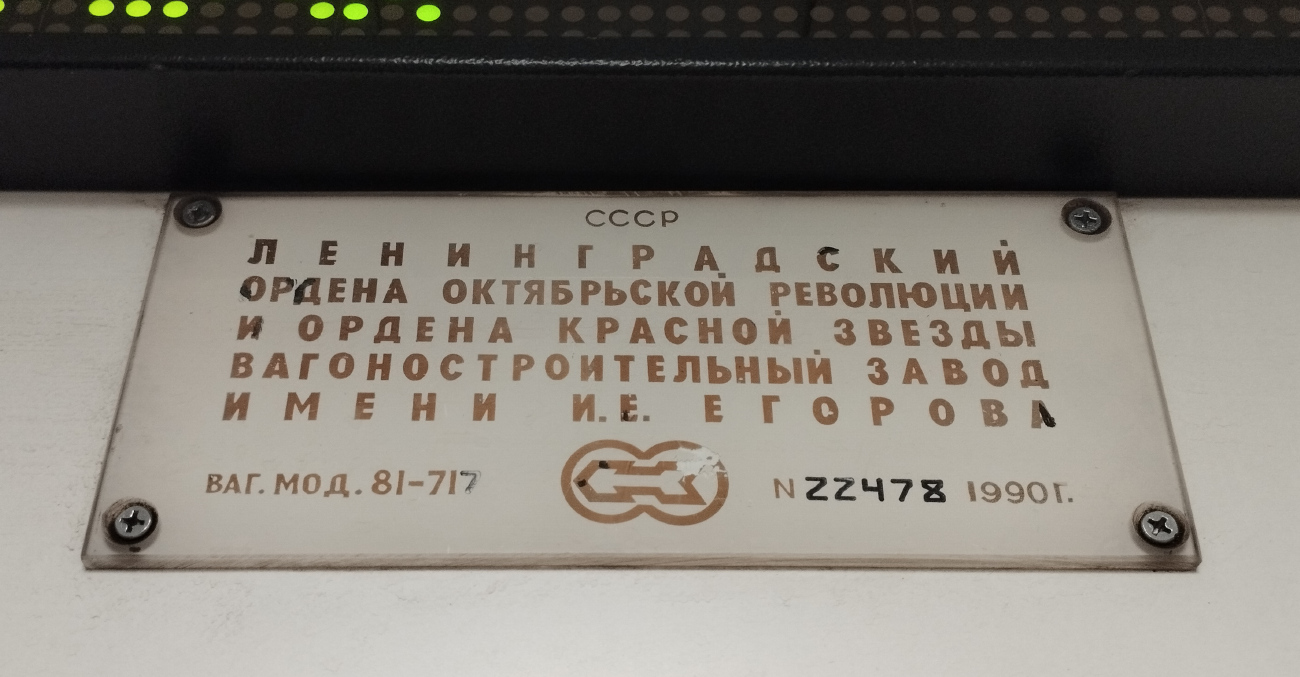 СССР
ЛЕНИНГРАДСКИЙ
ОРДЕНА ОКТЯБРЬСКОЙ РЕВОЛЮЦИИ
И ОРДЕНА КРАСНОЙ ЗВЕЗДЫ
ВАГОНОСТРОИТЕЛЬНЫЙ ЗАВОД
ИМЕНИ И.Е. ЕГОРОВА
ВАГ. МОД. 81-717 N 22478 1990Г.